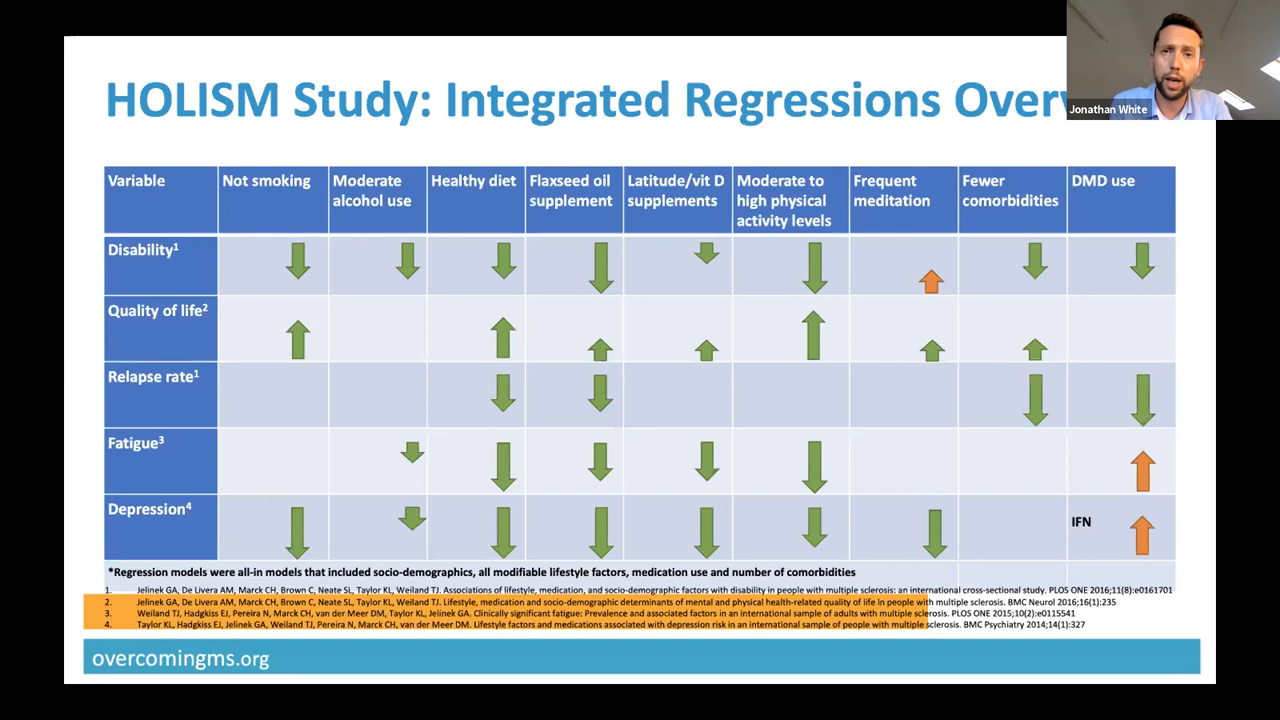 HOLISM Study: Integrated Regressions Over
Jonathan White
Variable
Not smoking
Moderate
alcohol use
Healthy diet
Flaxseed oil
supplement
Latitude/vit D
supplements
Moderate to
high physical
activity levels
Frequent
meditation
Fewer
comorbidities
DMD use
Disability1
Quality of life2
Relapse rate1
Fatigue3
Depression4
IFN
*Regression models were all-in models that included socio-demographics, all modifiable lifestyle factors, medication use and number of comorbidities
1. Jelinek GA, De Livera AM, Marck CH, Brown C, Neate SL, Taylor KL, Weiland TJ. Associations of lifestyle, medication, and socio-demographic factors with disability in people with multiple sclerosis: an international cross-sectional study. PLOS ONE 2016;11(8):e0161701
2. Jelinek GA, De Livera AM, Marck CH, Brown C, Neate SL, Taylor KL, Weiland TJ. Lifestyle, medication and socio-demographic determinants of mental and physical health-related quality of life in people with multiple sclerosis. BMC Neurol 2016;16(1):235
3. Weiland TJ, Hadgkiss EJ, Jelinek GA, Pereira N, Marck CH, van der Meer DM, Taylor KL, Jelinek GA. Clinically significant fatigue: Prevalence and associated factors in an international sample of adults with multiple sclerosis. PLOS ONE 2015;10(2):e0115541
4. Taylor KL, Hadgkiss EJ, Jelinek GA, Weiland TJ, Pereira N, Marck CH, van der Meer DM. Lifestyle factors and medications associated with depression risk in an international sample of people with multiple sclerosis. BMC Psychiatry 2014;14(1):327
overcomingms.org